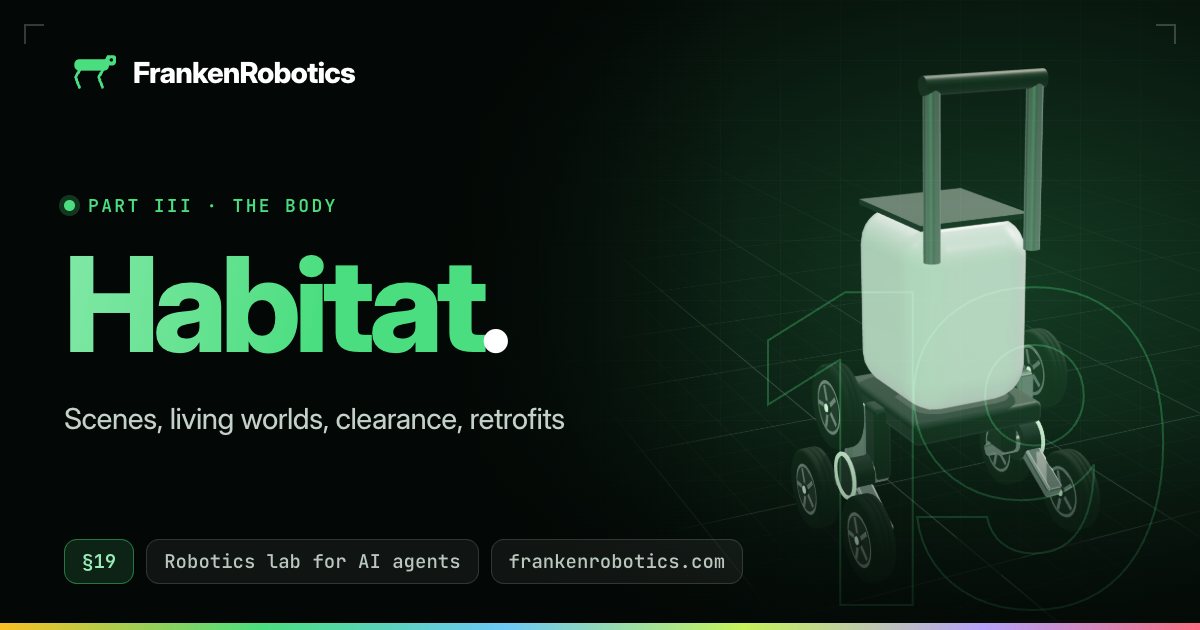 FrankenRobotics
PART III · THE BODY
Habitat.
Scenes, living worlds, clearance, retrofits
§19
Robotics lab for AI agents
frankenrobotics.com
19